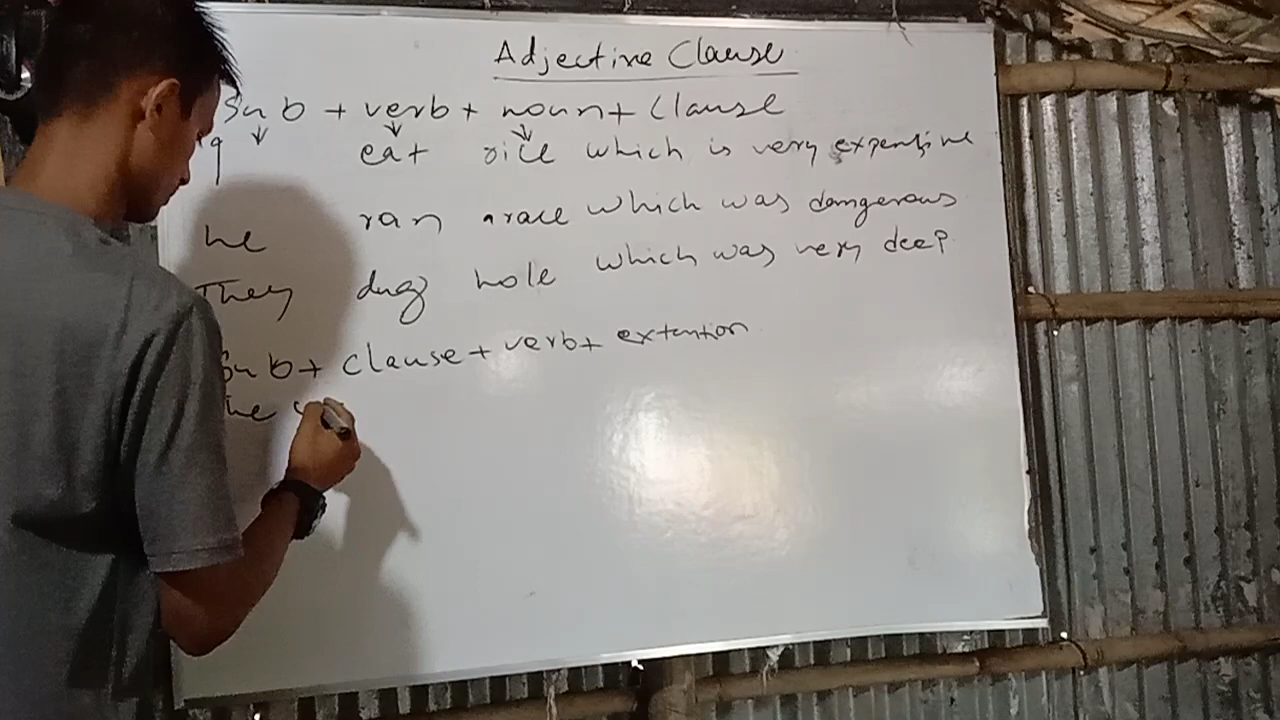 Adjective Clause
Sub + verb + noun + Clause
I eat rice which is very expensive
he ran a race which was dangerous
They dug hole which was very deep
Sub + clause + verb + extention
The